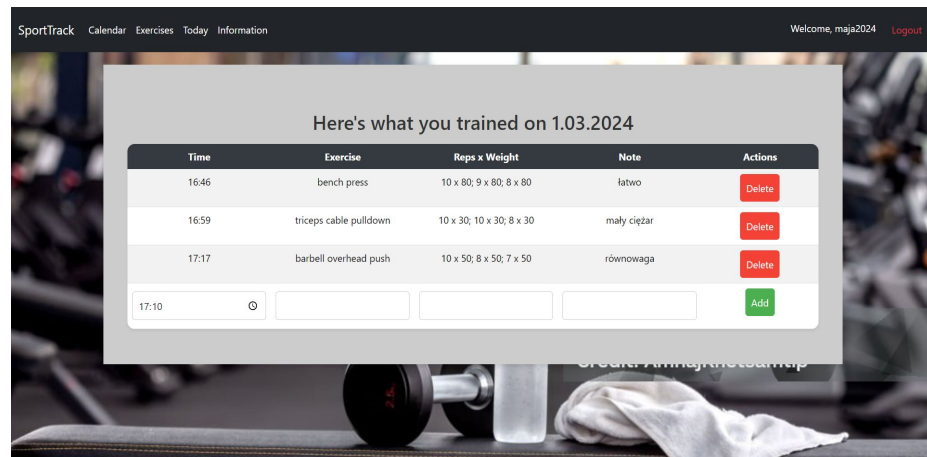 SportTrack Calendar Exercises Today Information Welcome, maja2024 Logout
Here's what you trained on 1.03.2024
Time Exercise Reps x Weight Note Actions
16:46 bench press 10 x 80; 9 x 80; 8 x 80 łatwo Delete
16:59 triceps cable pulldown 10 x 30; 10 x 30; 8 x 30 mały ciężar Delete
17:17 barbell overhead push 10 x 50; 8 x 50; 7 x 50 równowaga Delete
17:10 Add